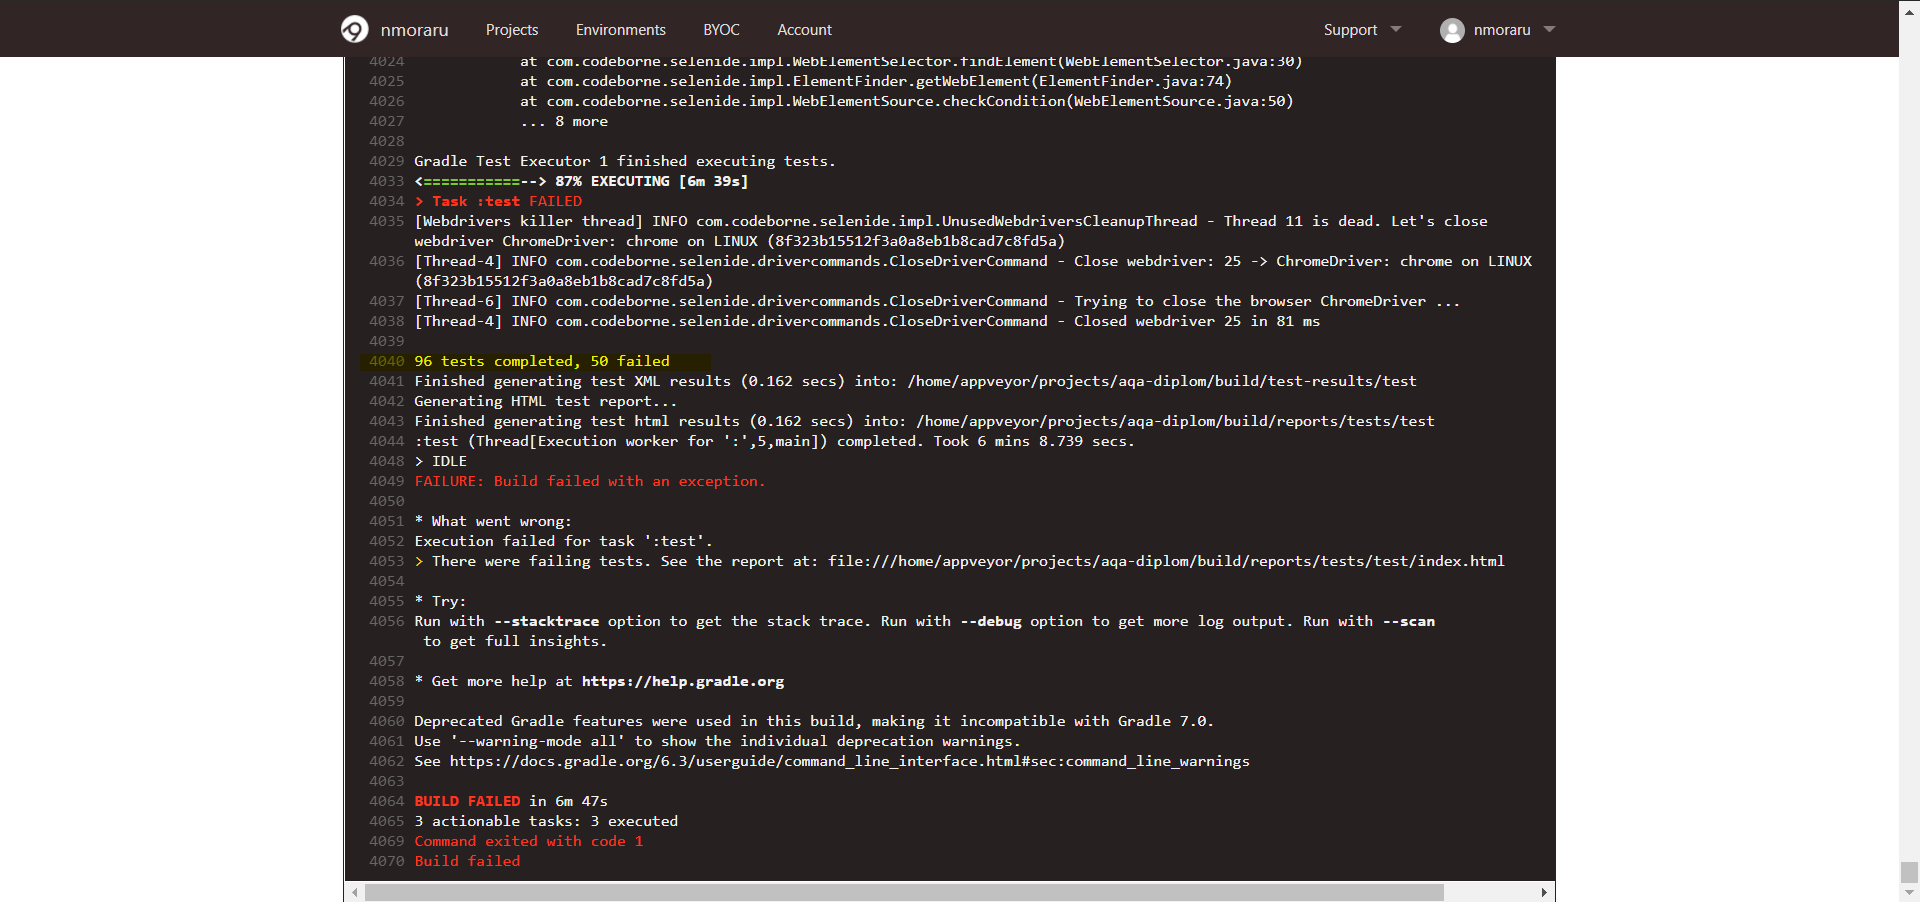 nmoraru Projects Environments BYOC Account Support nmoraru
4024 at com.codeborne.selenide.impl.WebElementSelector.findElement(WebElementSelector.java:30)
4025 at com.codeborne.selenide.impl.ElementFinder.getWebElement(ElementFinder.java:74)
4026 at com.codeborne.selenide.impl.WebElementSource.checkCondition(WebElementSource.java:50)
4027 ... 8 more
4028
4029 Gradle Test Executor 1 finished executing tests.
4033 <===========--> 87% EXECUTING [6m 39s]
4034 > Task :test FAILED
4035 [Webdrivers killer thread] INFO com.codeborne.selenide.impl.UnusedWebdriversCleanupThread - Thread 11 is dead. Let's close
webdriver ChromeDriver: chrome on LINUX (8f323b15512f3a0a8eb1b8cad7c8fd5a)
4036 [Thread-4] INFO com.codeborne.selenide.drivercommands.CloseDriverCommand - Close webdriver: 25 -> ChromeDriver: chrome on LINUX
(8f323b15512f3a0a8eb1b8cad7c8fd5a)
4037 [Thread-6] INFO com.codeborne.selenide.drivercommands.CloseDriverCommand - Trying to close the browser ChromeDriver ...
4038 [Thread-4] INFO com.codeborne.selenide.drivercommands.CloseDriverCommand - Closed webdriver 25 in 81 ms
4039
4040 96 tests completed, 50 failed
4041 Finished generating test XML results (0.162 secs) into: /home/appveyor/projects/aqa-diplom/build/test-results/test
4042 Generating HTML test report...
4043 Finished generating test html results (0.162 secs) into: /home/appveyor/projects/aqa-diplom/build/reports/tests/test
4044 :test (Thread[Execution worker for ':',5,main]) completed. Took 6 mins 8.739 secs.
4048 > IDLE
4049 FAILURE: Build failed with an exception.
4050
4051 * What went wrong:
4052 Execution failed for task ':test'.
4053 > There were failing tests. See the report at: file:///home/appveyor/projects/aqa-diplom/build/reports/tests/test/index.html
4054
4055 * Try:
4056 Run with --stacktrace option to get the stack trace. Run with --debug option to get more log output. Run with --scan
to get full insights.
4057
4058 * Get more help at https://help.gradle.org
4059
4060 Deprecated Gradle features were used in this build, making it incompatible with Gradle 7.0.
4061 Use '--warning-mode all' to show the individual deprecation warnings.
4062 See https://docs.gradle.org/6.3/userguide/command_line_interface.html#sec:command_line_warnings
4063
4064 BUILD FAILED in 6m 47s
4065 3 actionable tasks: 3 executed
4069 Command exited with code 1
4070 Build failed